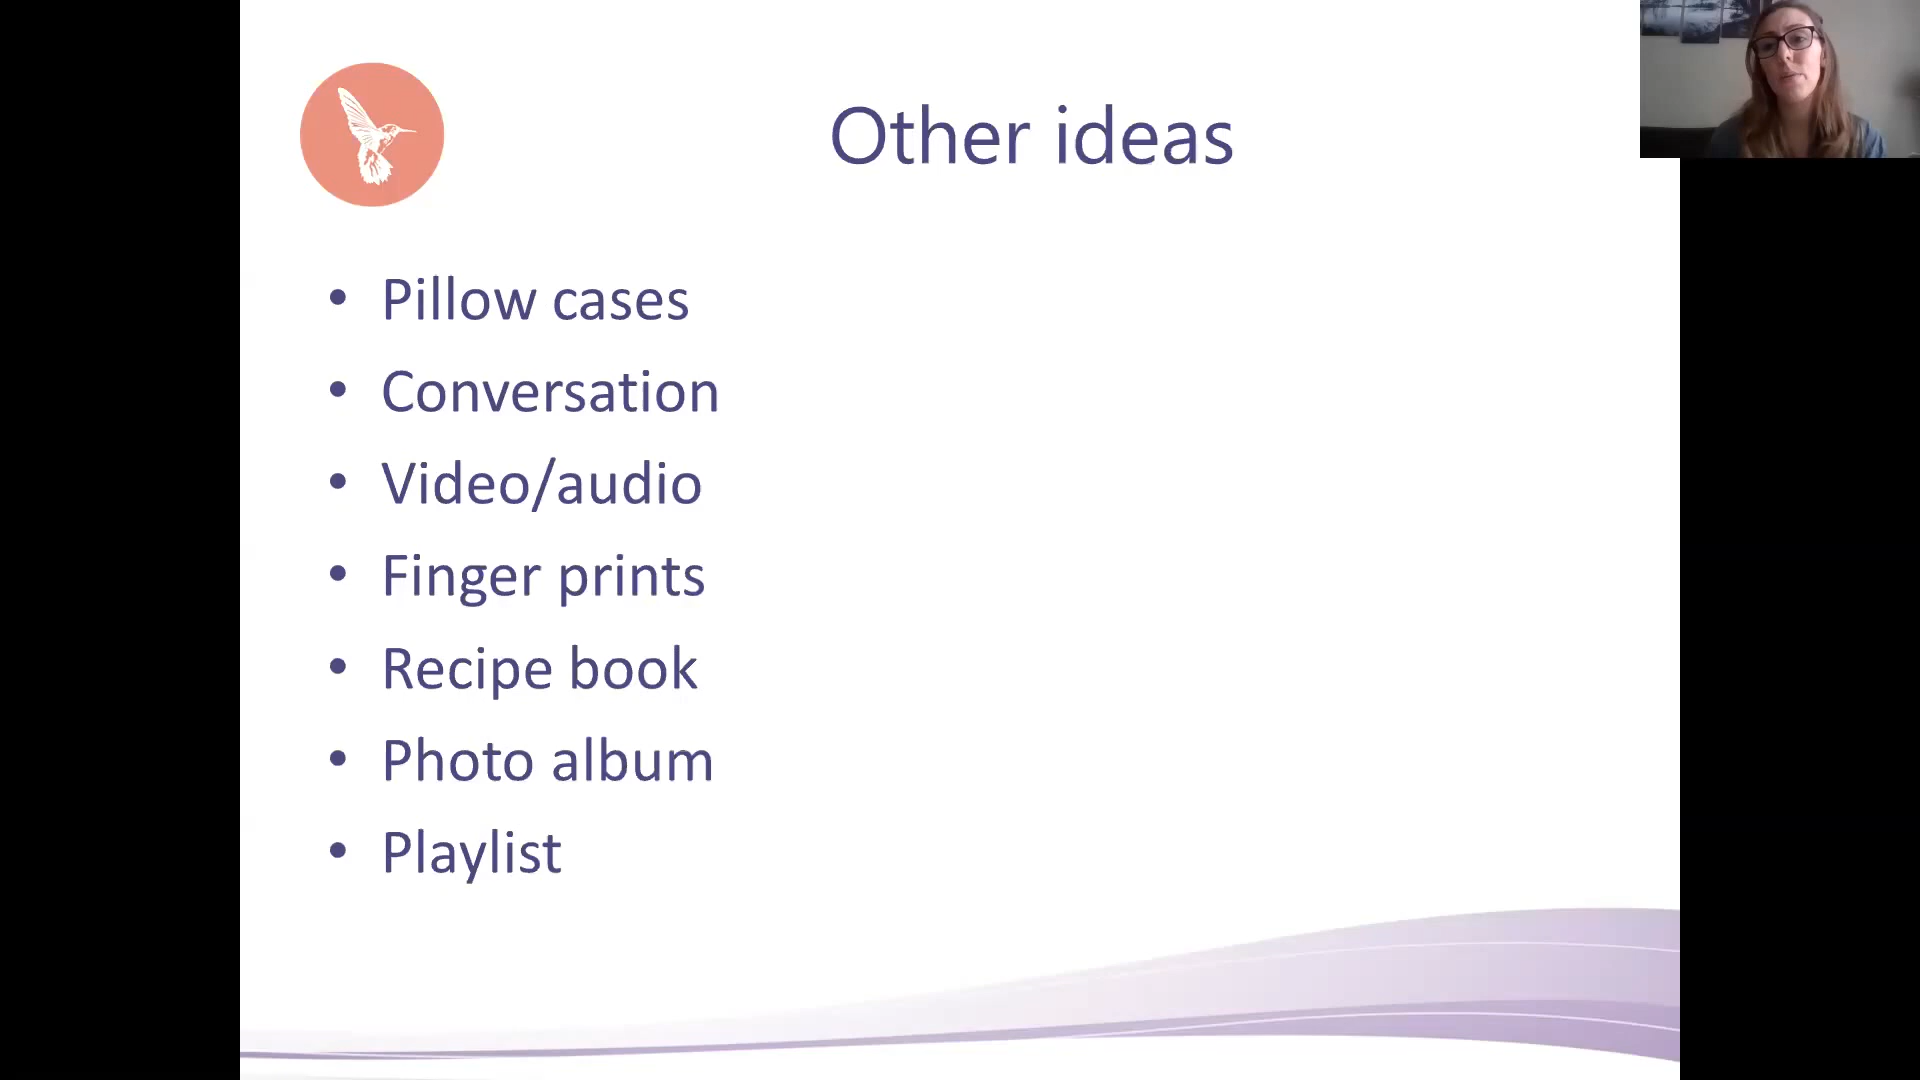 Other ideas
• Pillow cases
• Conversation
• Video/audio
• Finger prints
• Recipe book
• Photo album
• Playlist